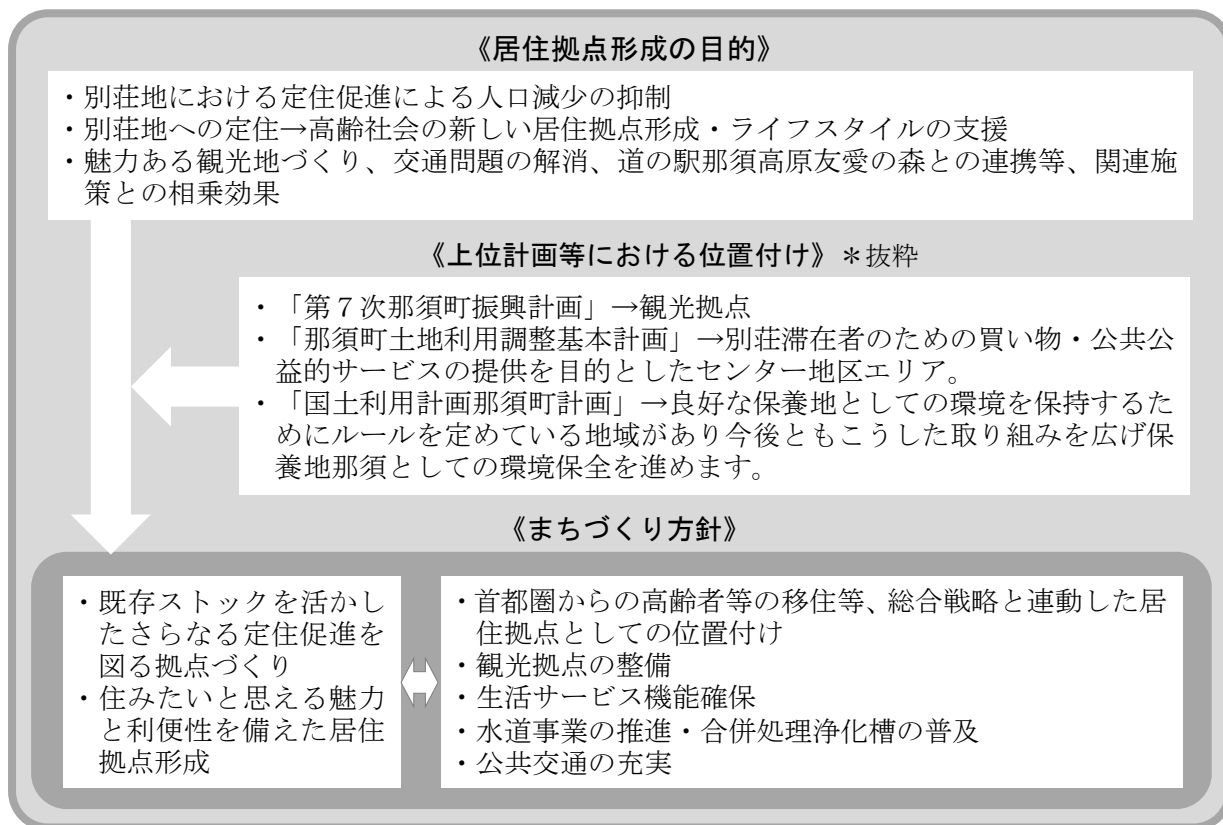 《居住拠点形成の目的》
・別荘地における定住促進による人口減少の抑制
・別荘地への定住→高齢社会の新しい居住拠点形成・ライフスタイルの支援
・魅力ある観光地づくり、交通問題の解消、道の駅那須高原友愛の森との連携等、関連施
策との相乗効果
《上位計画等における位置付け》＊抜粋
・「第７次那須町振興計画」→観光拠点
・「那須町土地利用調整基本計画」→別荘滞在者のための買い物・公共公
益的サービスの提供を目的としたセンター地区エリア。
・「国土利用計画那須町計画」→良好な保養地としての環境を保持するた
めにルールを定めている地域があり今後ともこうした取り組みを広げ保
養地那須としての環境保全を進めます。
《まちづくり方針》
・既存ストックを活かし
たさらなる定住促進を
図る拠点づくり
・住みたいと思える魅力
と利便性を備えた居住
拠点形成
・首都圏からの高齢者等の移住等、総合戦略と連動した居
住拠点としての位置付け
・観光拠点の整備
・生活サービス機能確保
・水道事業の推進・合併処理浄化槽の普及
・公共交通の充実